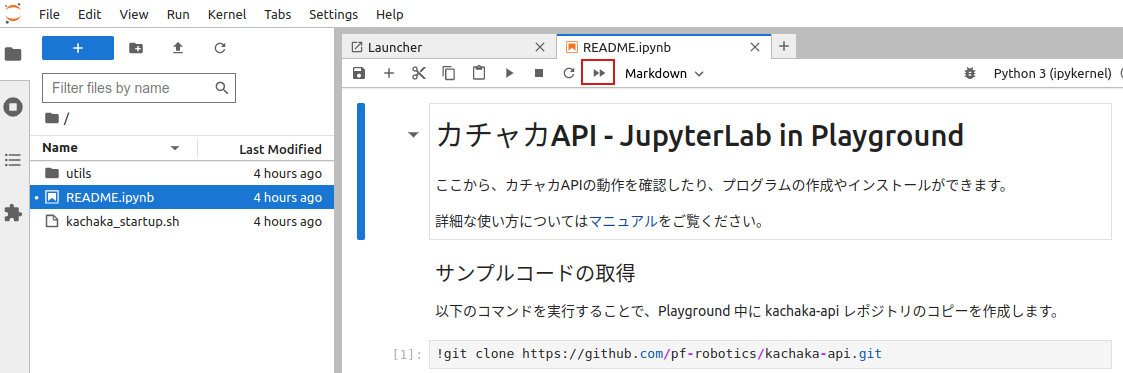 File Edit View Run Kernel Tabs Settings Help
+
Filter files by name
/
Name Last Modified
utils 4 hours ago
README.ipynb 4 hours ago
kachaka_startup.sh 4 hours ago
Launcher
README.ipynb
Markdown
Python 3 (ipykernel)
カチャカAPI - JupyterLab in Playground
ここから、カチャカAPIの動作を確認したり、プログラムの作成やインストールができます。
詳細な使い方についてはマニュアルをご覧ください。
サンプルコードの取得
以下のコマンドを実行することで、Playground 中に kachaka-api レポジトリのコピーを作成します。
[1]: !git clone https://github.com/pf-robotics/kachaka-api.git